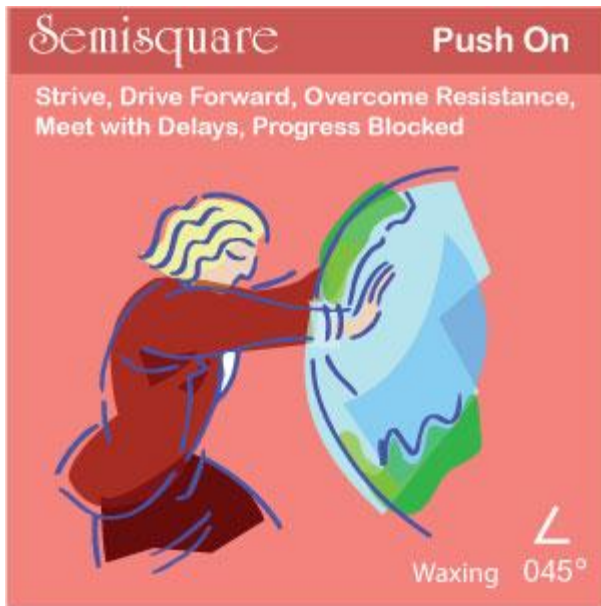 Semisquare Push On
Strive, Drive Forward, Overcome Resistance,
Meet with Delays, Progress Blocked
Waxing 045°